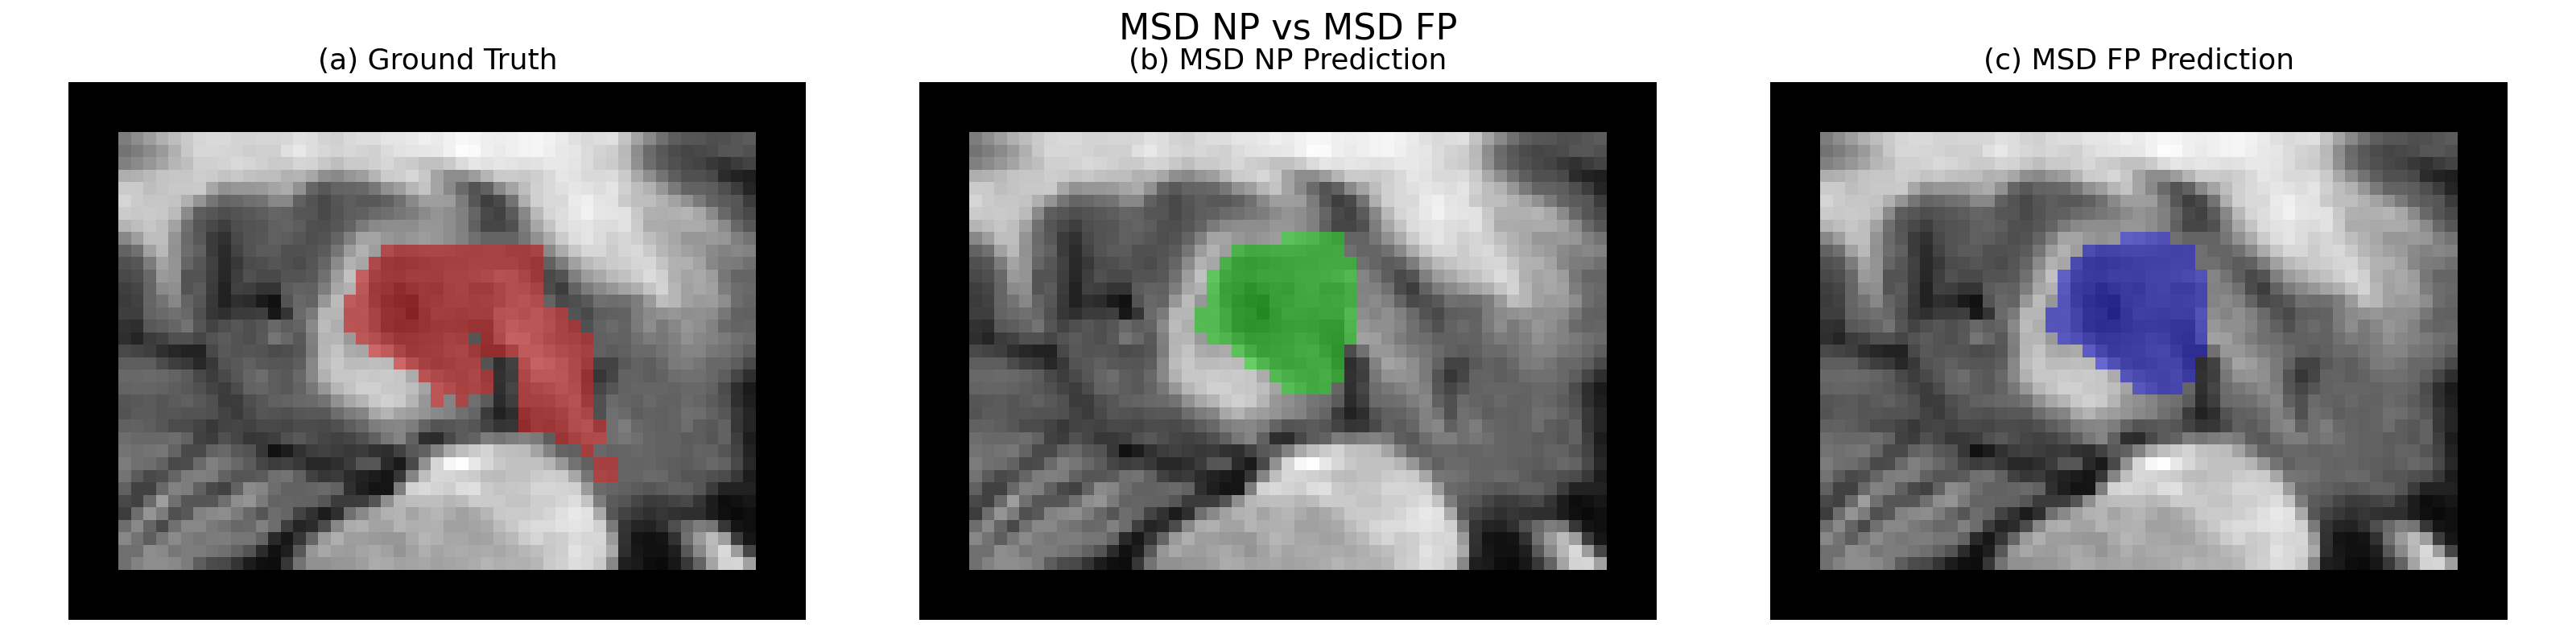 MSD NP vs MSD FP
(a) Ground Truth
(b) MSD NP Prediction
(c) MSD FP Prediction